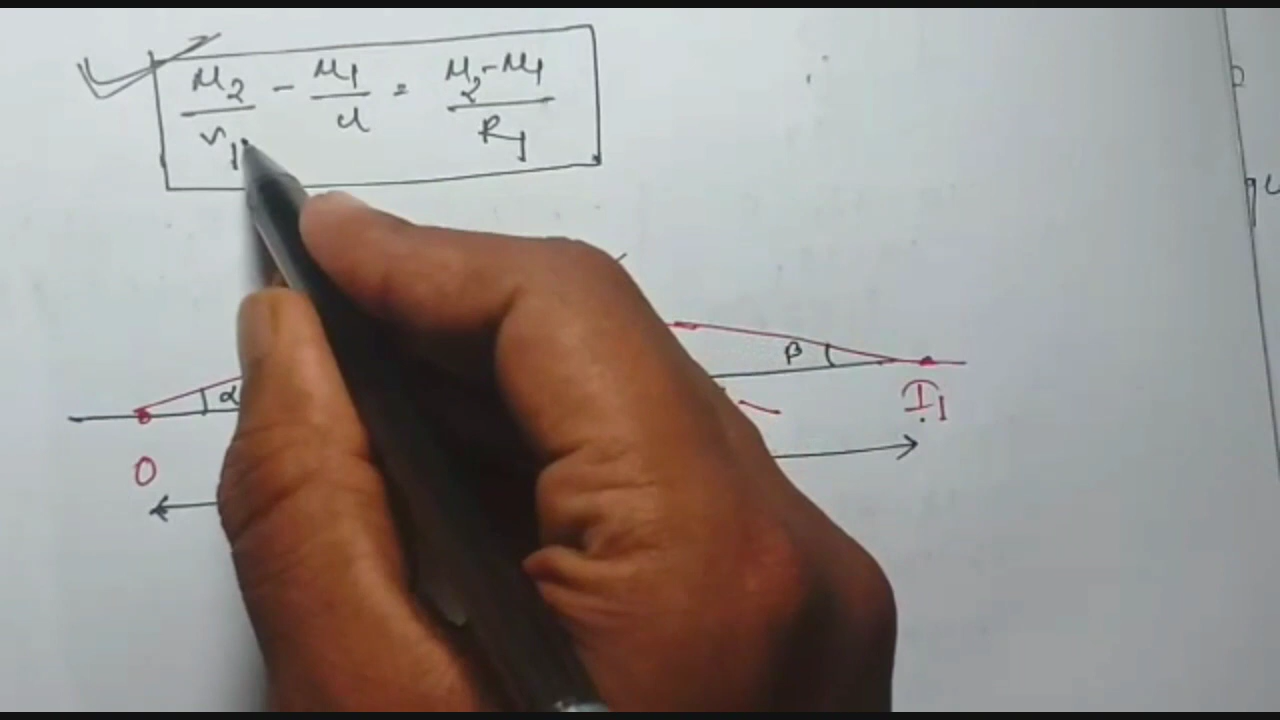 μ2/v1 - μ1/u = μ2-μ1/R1
α
β
O
I1